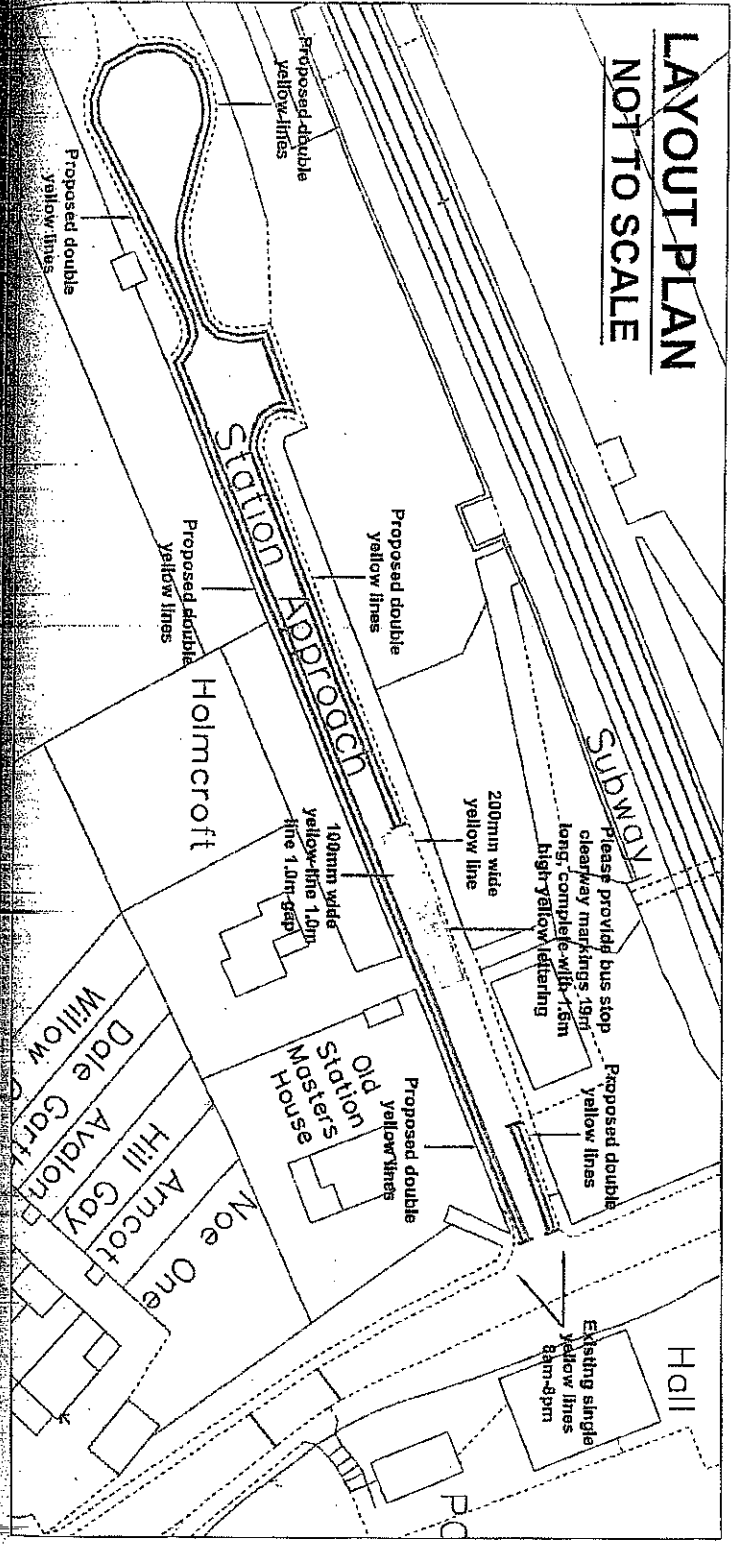 LAYOUT PLAN
NOT TO SCALE
Proposed double
yellow lines
Proposed double
yellow lines
Station Approach
Proposed double
yellow lines
Proposed double
yellow lines
Holmcroft
200mm wide
yellow line
100mm wide
yellow line 1.0m
line 1.0m gap
Subway
Please provide bus stop
clearway markings 19m
long, complete with 1.6m
high yellow lettering
Proposed double
yellow lines
Proposed double
yellow lines
Old
Station
Masters
House
Existing single
yellow lines
8am-8pm
Hall
PC
Noe One
Arncot
Hill Gay
Avalon
Dale Garth
Willow